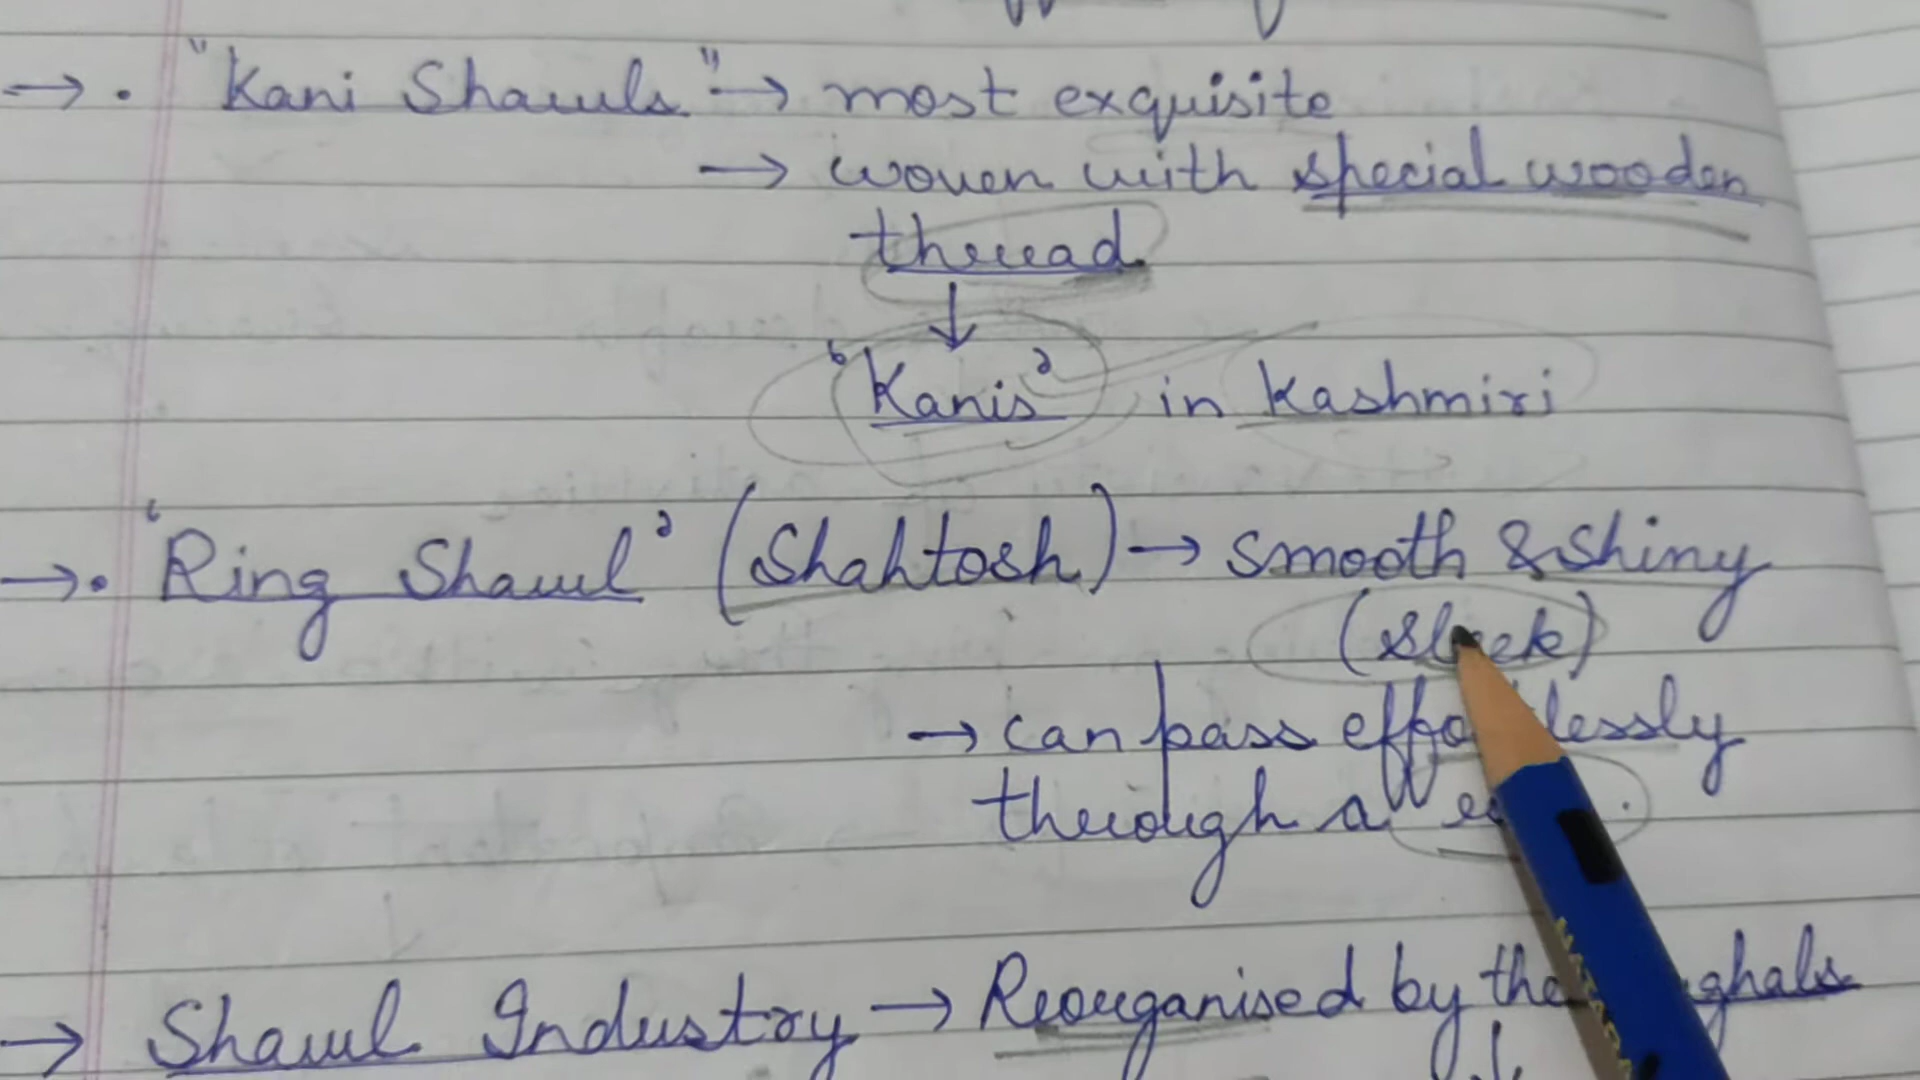 → • "Kani Shawls" → most exquisite
→ woven with special wooden
thread
↓
'Kanis' in Kashmiri
→ • 'Ring Shawl' (Shahtosh) → smooth & shiny
(sleek)
→ can pass effortlessly
through a
→ Shawl Industry → Reorganised by the